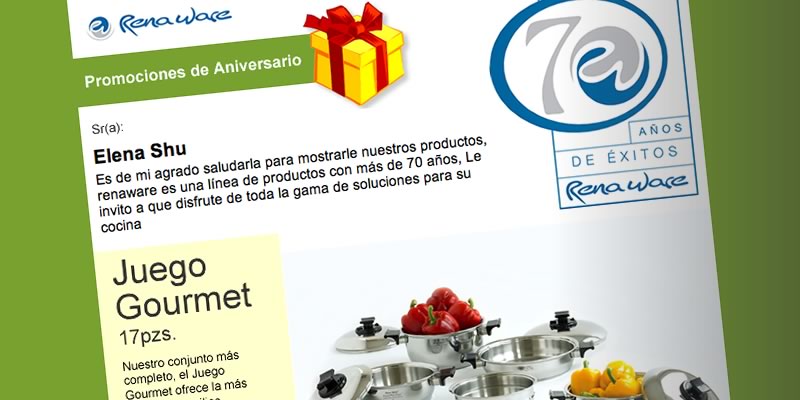 Rena Ware
Promociones de Aniversario
70
AÑOS
DE ÉXITOS
Rena Ware
Sr(a):
Elena Shu
Es de mi agrado saludarla para mostrarle nuestros productos,
renaware es una línea de productos con más de 70 años, Le
invito a que disfrute de toda la gama de soluciones para su
cocina
Juego
Gourmet
17pzs.
Nuestro conjunto más
completo, el Juego
Gourmet ofrece la más